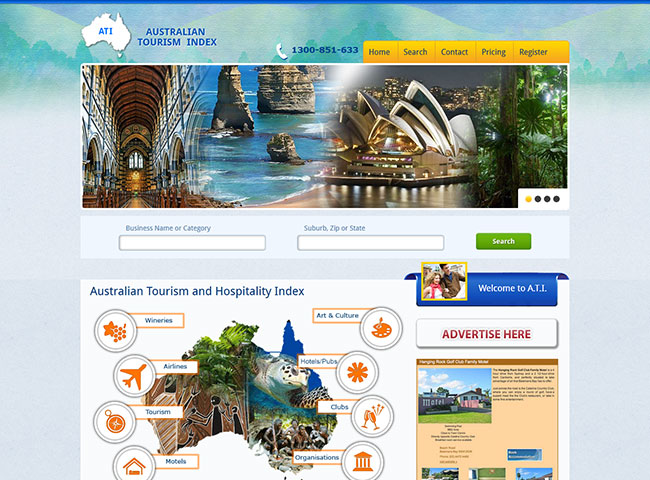 ATI
AUSTRALIAN
TOURISM INDEX
1300-851-633
Home
Search
Contact
Pricing
Register
Business Name or Category
Suburb, Zip or State
Search
Australian Tourism and Hospitality Index
Welcome to A.T.I.
Wineries
Art & Culture
Airlines
Hotels/Pubs
Tourism
Clubs
Motels
Organisations
ADVERTISE HERE
Hanging Rock Golf Club Family Motel